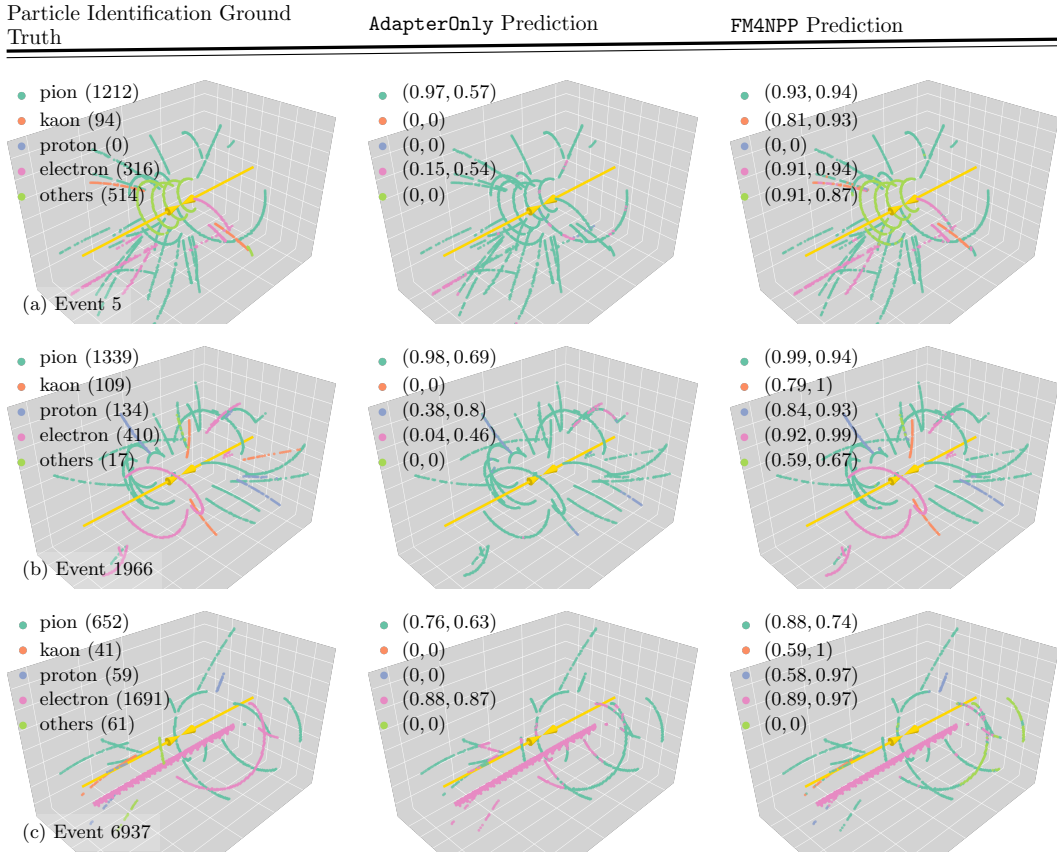 Particle Identification Ground
Truth
AdapterOnly Prediction
FM4NPP Prediction
pion (1212)
kaon (94)
proton (0)
electron (316)
others (514)
(a) Event 5
(0.97, 0.57)
(0, 0)
(0, 0)
(0.15, 0.54)
(0, 0)
(0.93, 0.94)
(0.81, 0.93)
(0, 0)
(0.91, 0.94)
(0.91, 0.87)
pion (1339)
kaon (109)
proton (134)
electron (410)
others (17)
(b) Event 1966
(0.98, 0.69)
(0, 0)
(0.38, 0.8)
(0.04, 0.46)
(0, 0)
(0.99, 0.94)
(0.79, 1)
(0.84, 0.93)
(0.92, 0.99)
(0.59, 0.67)
pion (652)
kaon (41)
proton (59)
electron (1691)
others (61)
(c) Event 6937
(0.76, 0.63)
(0, 0)
(0, 0)
(0.88, 0.87)
(0, 0)
(0.88, 0.74)
(0.59, 1)
(0.58, 0.97)
(0.89, 0.97)
(0, 0)